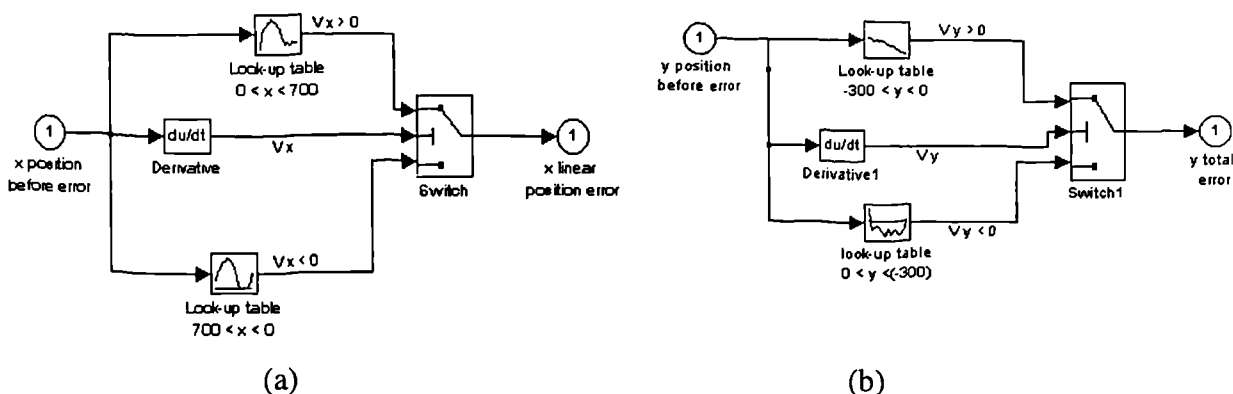 Vx > 0
Look-up table
0 < x < 700
1
x position
before error
du/dt
Derivative
Vx
Switch
1
x linear
position error
Vx < 0
Look-up table
700 < x < 0
(a)
1
y position
before error
Vy > 0
Look-up table
-300 < y < 0
du/dt
Derivative1
Vy
Switch1
1
y total
error
Vy < 0
look-up table
0 < y <(-300)
(b)